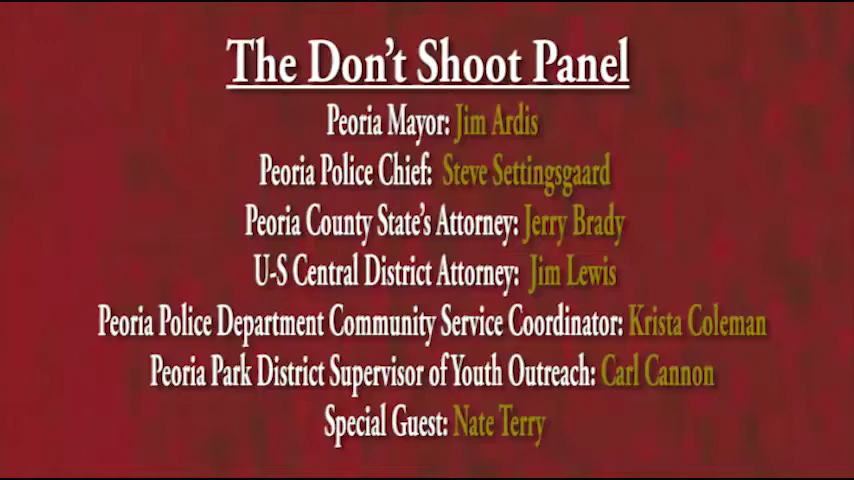 The Don't Shoot Panel
Peoria Mayor: Jim Ardis
Peoria Police Chief: Steve Settingsgaard
Peoria County State's Attorney: Jerry Brady
U-S Central District Attorney: Jim Lewis
Peoria Police Department Community Service Coordinator: Krista Coleman
Peoria Park District Supervisor of Youth Outreach: Carl Cannon
Special Guest: Nate Terry